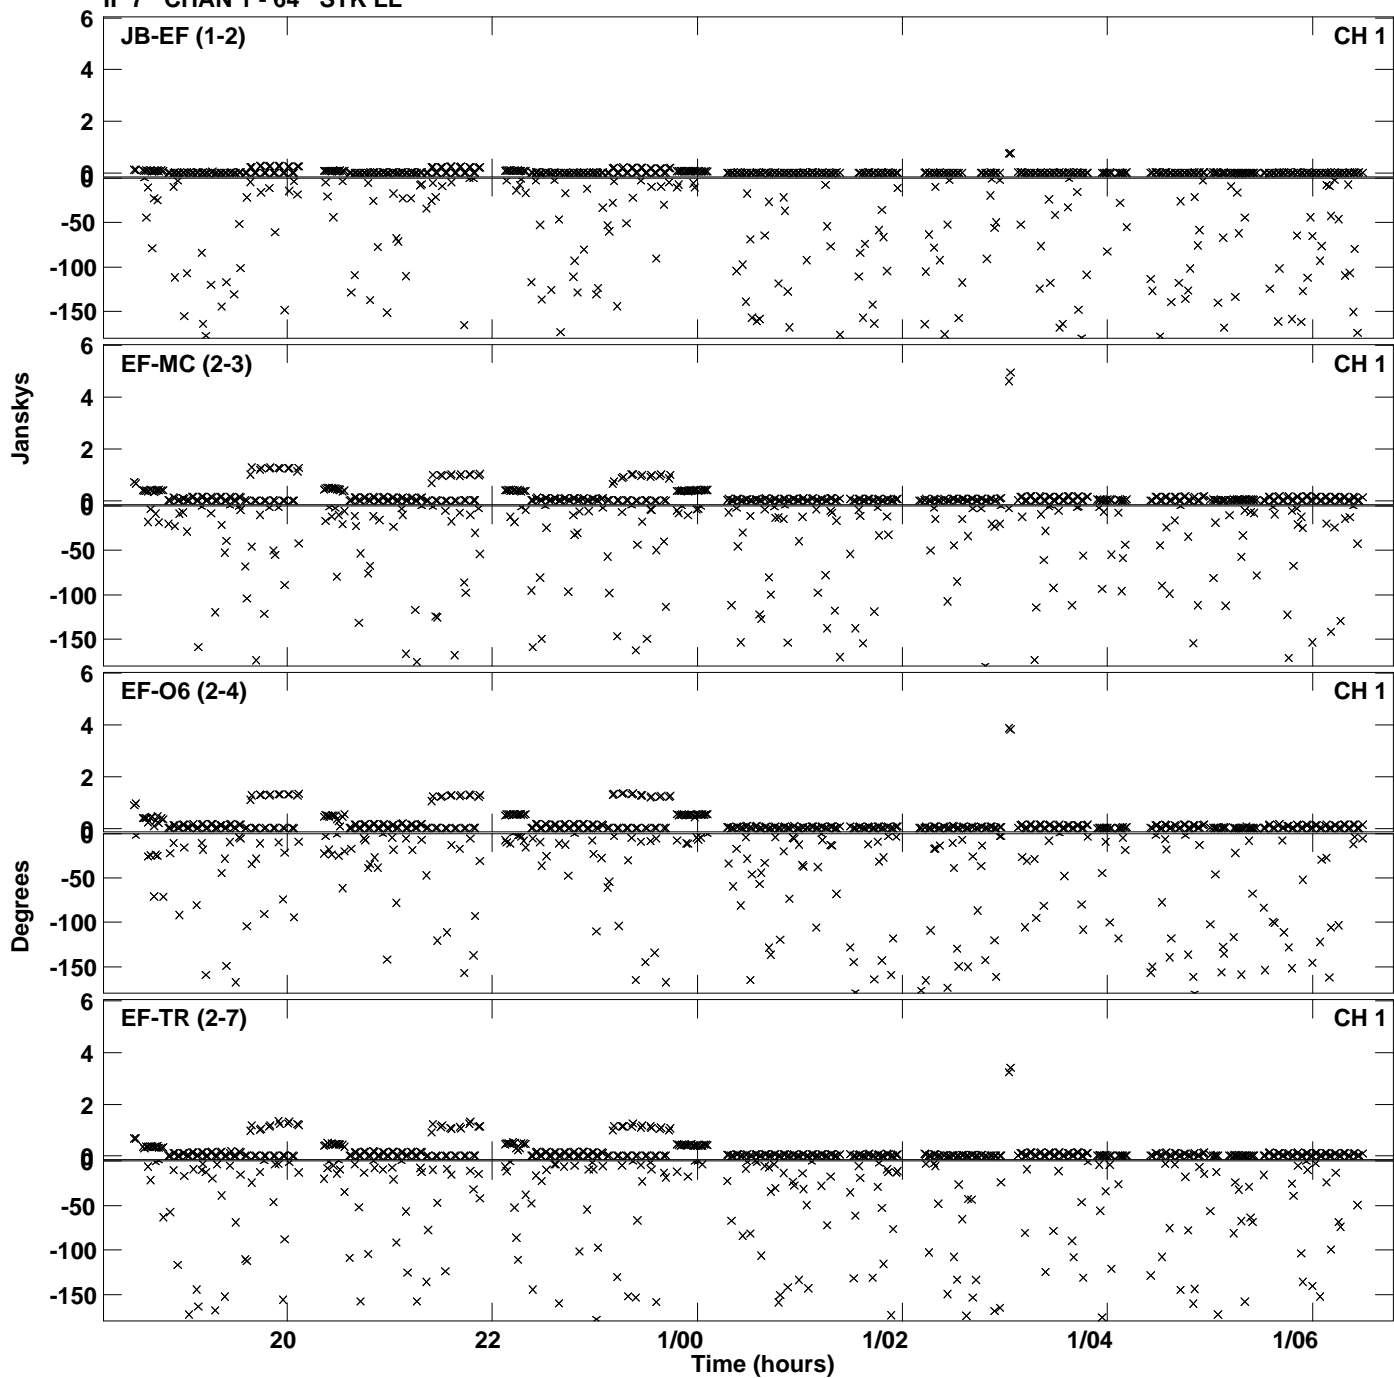 IF 7 CHAN 1 - 64 STK LL
6
JB-EF (1-2)
CH 1
4
2
0
0
-50
-100
-150
6
EF-MC (2-3)
CH 1
4
Janskys
2
0
0
-50
-100
-150
6
EF-O6 (2-4)
CH 1
4
2
0
0
Degrees
-50
-100
-150
6
EF-TR (2-7)
CH 1
4
2
0
0
-50
-100
-150
20 22 1/00 1/02 1/04 1/06
Time (hours)